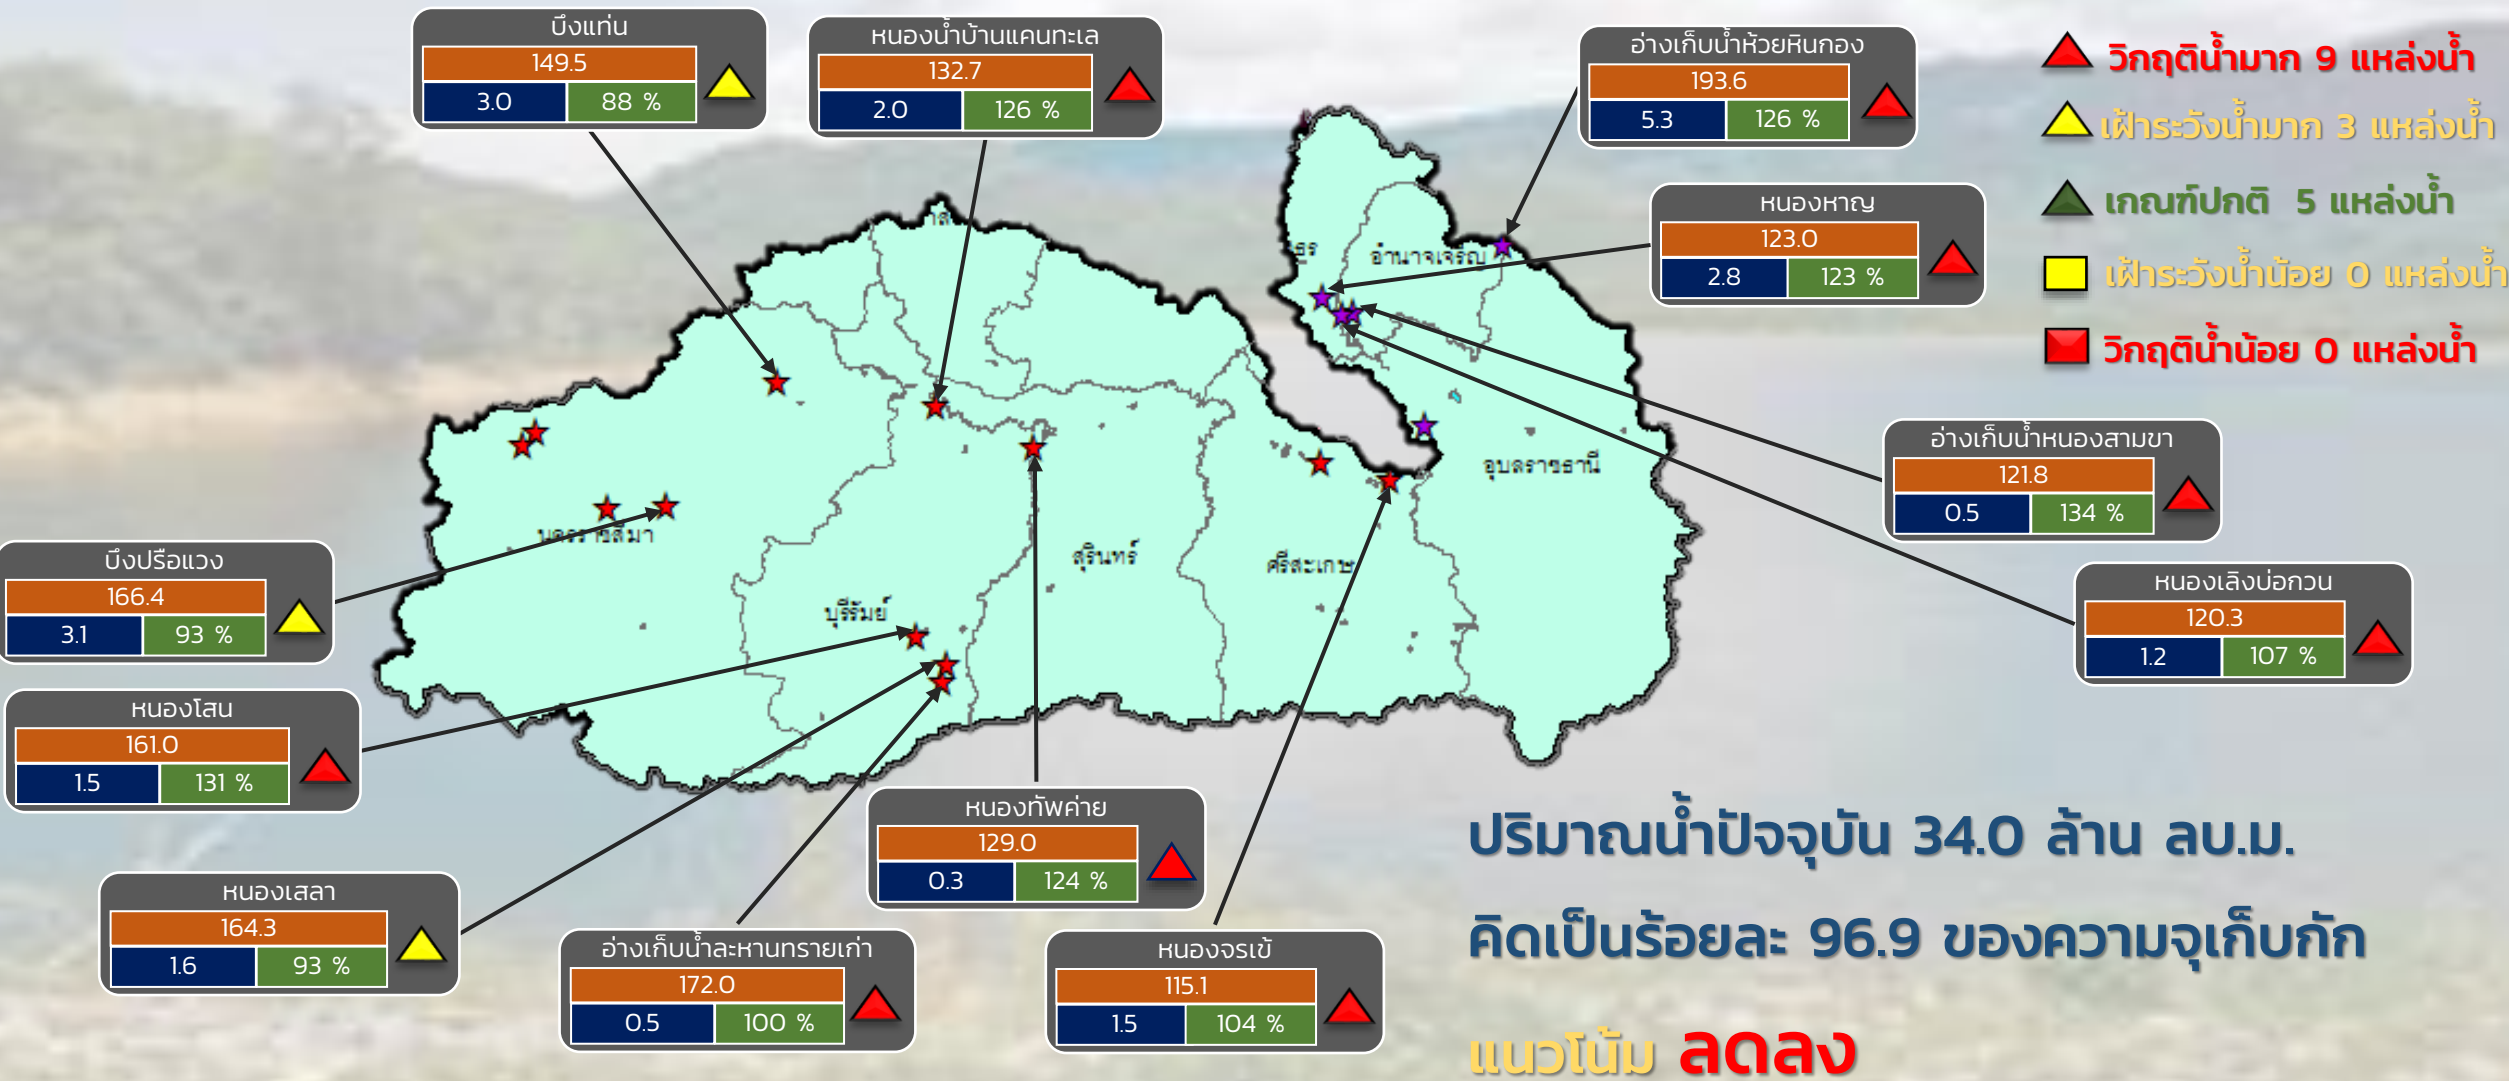 บึงแท่น
149.5
3.0 88 %
หนองน้ำบ้านแคนทะเล
132.7
2.0 126 %
อ่างเก็บน้ำห้วยหินกอง
193.6
5.3 126 %
วิกฤติน้ำมาก 9 แหล่งน้ำ
เฝ้าระวังน้ำมาก 3 แหล่งน้ำ
เกณฑ์ปกติ 5 แหล่งน้ำ
เฝ้าระวังน้ำน้อย 0 แหล่งน้ำ
วิกฤติน้ำน้อย 0 แหล่งน้ำ
หนองหาญ
123.0
2.8 123 %
อำนาจเจริญ
อ่างเก็บน้ำหนองสามขา
121.8
0.5 134 %
อุบลราชธานี
นครราชสีมา
สุรินทร์
ศรีสะเกษ
บุรีรัมย์
บึงปรือแวง
166.4
3.1 93 %
หนองเลิงบ่อกวน
120.3
1.2 107 %
หนองโสน
161.0
1.5 131 %
หนองทัพค่าย
129.0
0.3 124 %
หนองเสลา
164.3
1.6 93 %
อ่างเก็บน้ำละหานทรายเก่า
172.0
0.5 100 %
หนองจรเข้
115.1
1.5 104 %
ปริมาณน้ำปัจจุบัน 34.0 ล้าน ลบ.ม.
คิดเป็นร้อยละ 96.9 ของความจุเก็บกัก
แนวโน้ม ลดลง